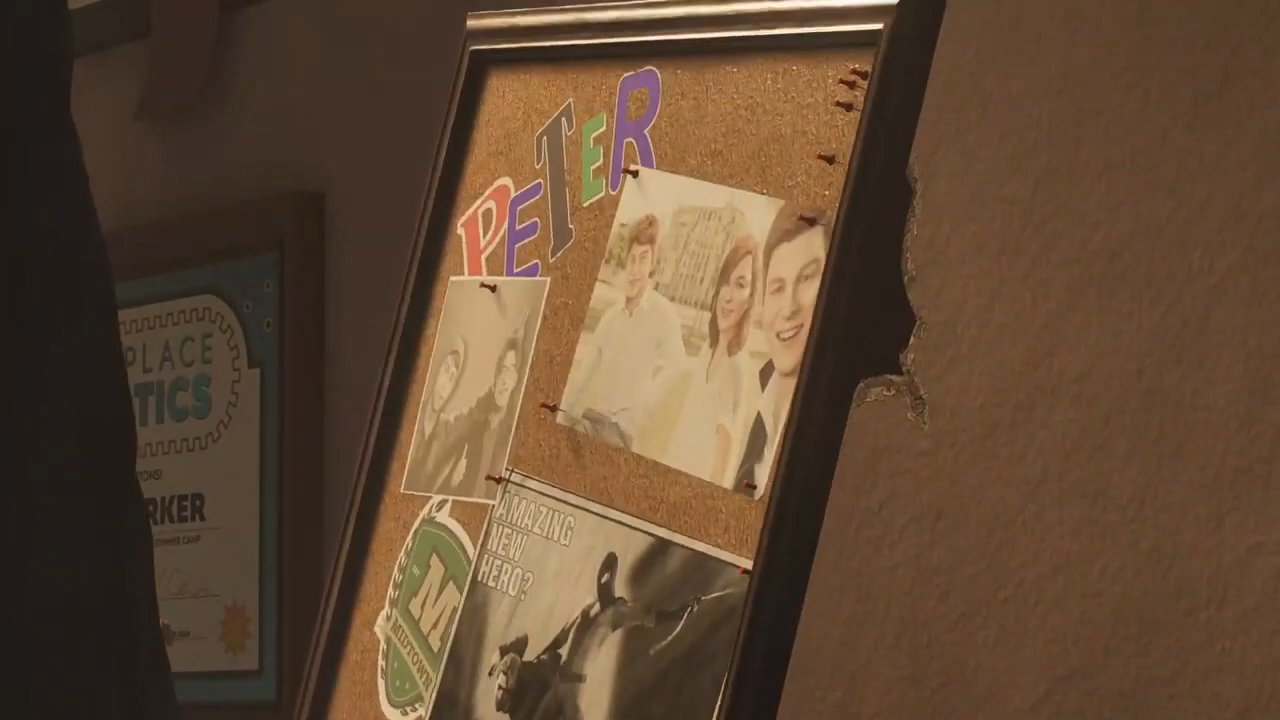 PETER
PLACE
TICS
RKER
AMAZING
NEW
HERO?
M
MIDTOWN